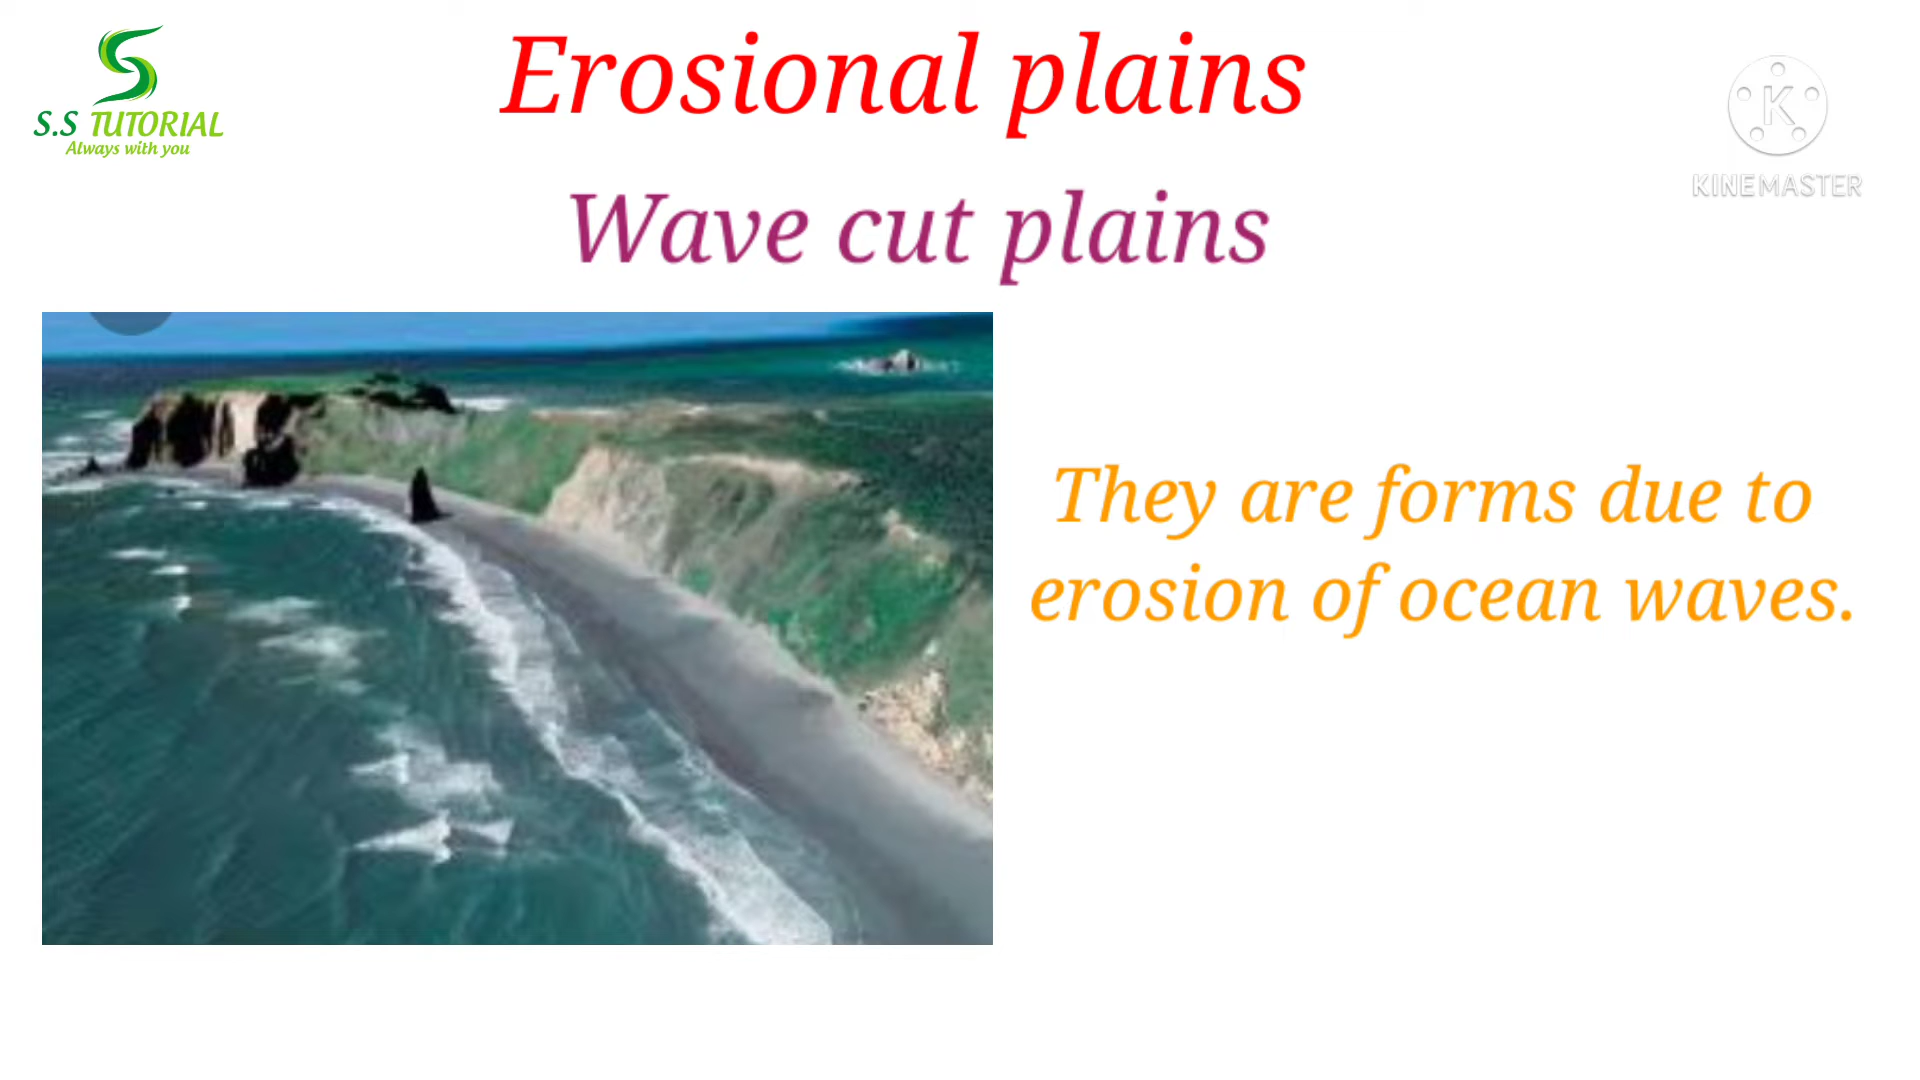 S.S TUTORIAL
Always with you
Erosional plains
K
KINEMASTER
Wave cut plains
They are forms due to
erosion of ocean waves.